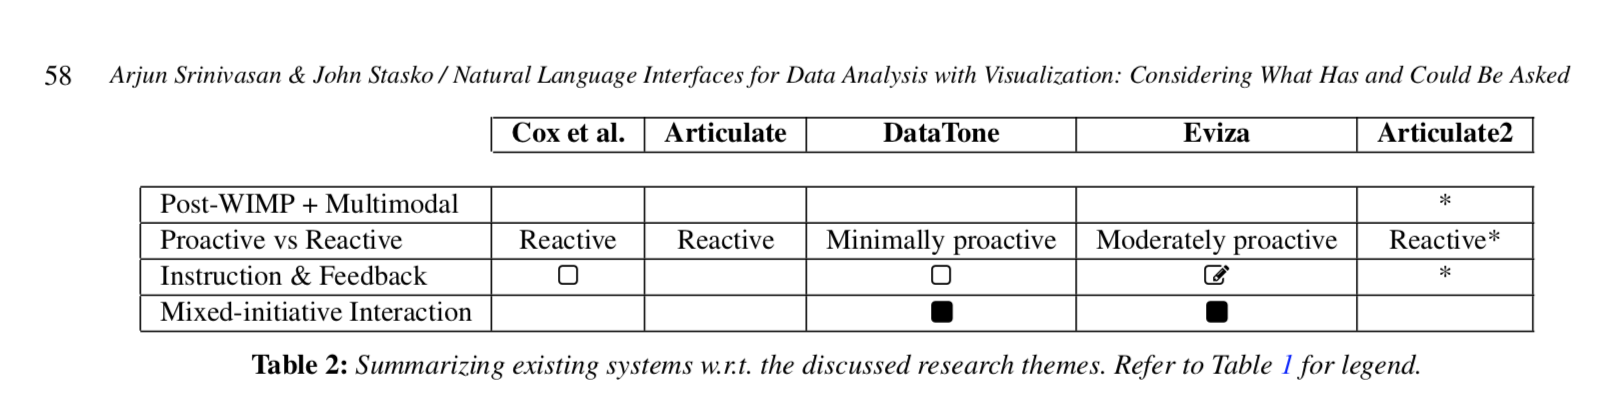 58 Arjun Srinivasan & John Stasko / Natural Language Interfaces for Data Analysis with Visualization: Considering What Has and Could Be Asked
Cox et al. Articulate DataTone Eviza Articulate2
Post-WIMP + Multimodal *
Proactive vs Reactive Reactive Reactive Minimally proactive Moderately proactive Reactive*
Instruction & Feedback *
Mixed-initiative Interaction
Table 2: Summarizing existing systems w.r.t. the discussed research themes. Refer to Table 1 for legend.